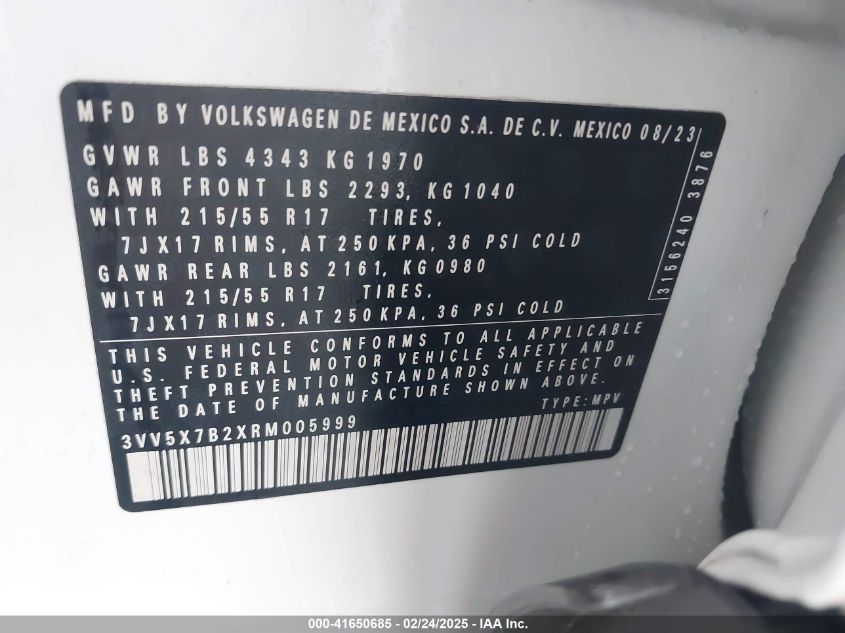 MFD BY VOLKSWAGEN DE MEXICO S.A. DE C.V. MEXICO 08/23
GVWR LBS 4343 KG 1970
GAWR FRONT LBS 2293, KG 1040
WITH 215/55 R17 TIRES,
7JX17 RIMS, AT 250 KPA, 36 PSI COLD
GAWR REAR LBS 2161, KG 0980
WITH 215/55 R17 TIRES,
7JX17 RIMS, AT 250 KPA, 36 PSI COLD
3156240 3876
THIS VEHICLE CONFORMS TO ALL APPLICABLE
U.S. FEDERAL MOTOR VEHICLE SAFETY AND
THEFT PREVENTION STANDARDS IN EFFECT ON
THE DATE OF MANUFACTURE SHOWN ABOVE.
TYPE: MPV
3VV5X7B2XRM005999
000-41650685 - 02/24/2025 - IAA Inc.